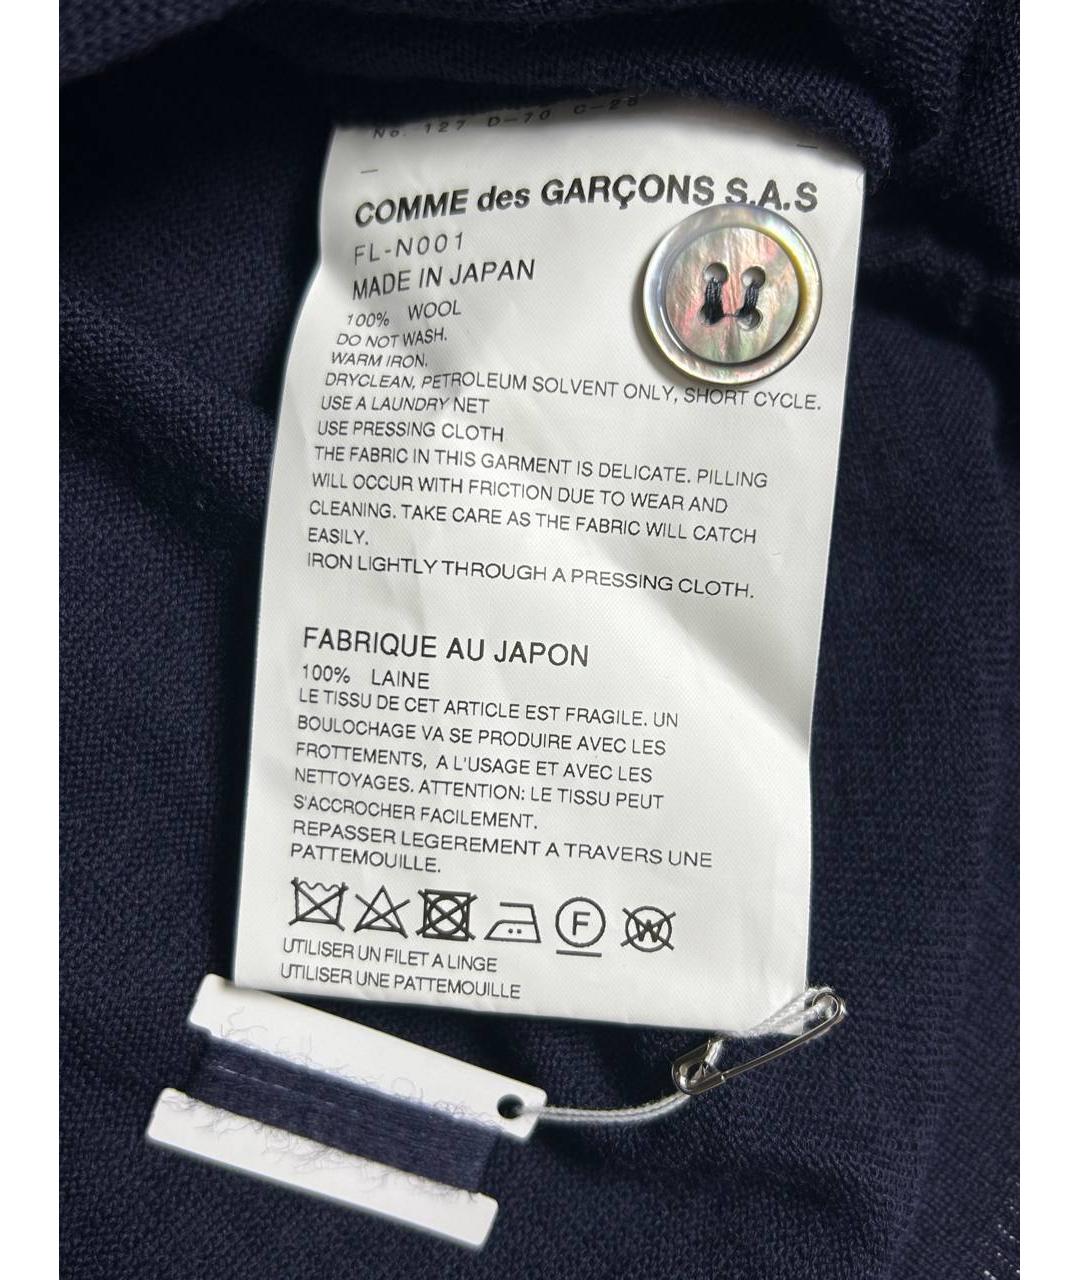 No. 127 D-70 C-28
COMME des GARÇONS S.A.S
FL-N001
MADE IN JAPAN
100% WOOL
DO NOT WASH.
WARM IRON.
DRYCLEAN, PETROLEUM SOLVENT ONLY, SHORT CYCLE.
USE A LAUNDRY NET
USE PRESSING CLOTH
THE FABRIC IN THIS GARMENT IS DELICATE. PILLING
WILL OCCUR WITH FRICTION DUE TO WEAR AND
CLEANING. TAKE CARE AS THE FABRIC WILL CATCH
EASILY.
IRON LIGHTLY THROUGH A PRESSING CLOTH.
FABRIQUE AU JAPON
100% LAINE
LE TISSU DE CET ARTICLE EST FRAGILE. UN
BOULOCHAGE VA SE PRODUIRE AVEC LES
FROTTEMENTS, A L'USAGE ET AVEC LES
NETTOYAGES. ATTENTION: LE TISSU PEUT
S'ACCROCHER FACILEMENT.
REPASSER LEGEREMENT A TRAVERS UNE
PATTEMOUILLE.
F W
UTILISER UN FILET A LINGE
UTILISER UNE PATTEMOUILLE